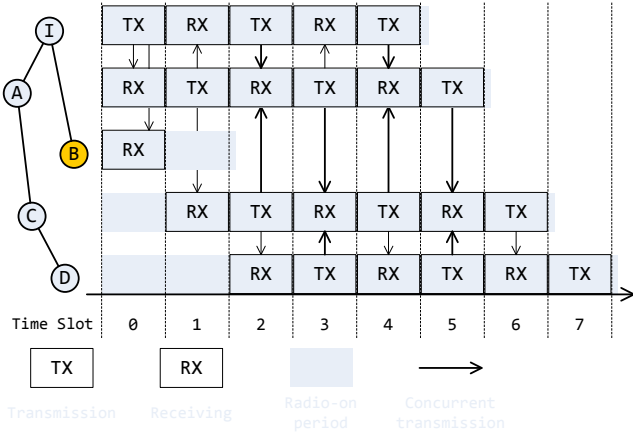 I TX RX TX RX TX
A RX TX RX TX RX TX
B RX
C RX TX RX TX RX TX
D RX TX RX TX RX TX
Time Slot 0 1 2 3 4 5 6 7
TX RX
Transmission Receiving Radio-on period Concurrent transmission